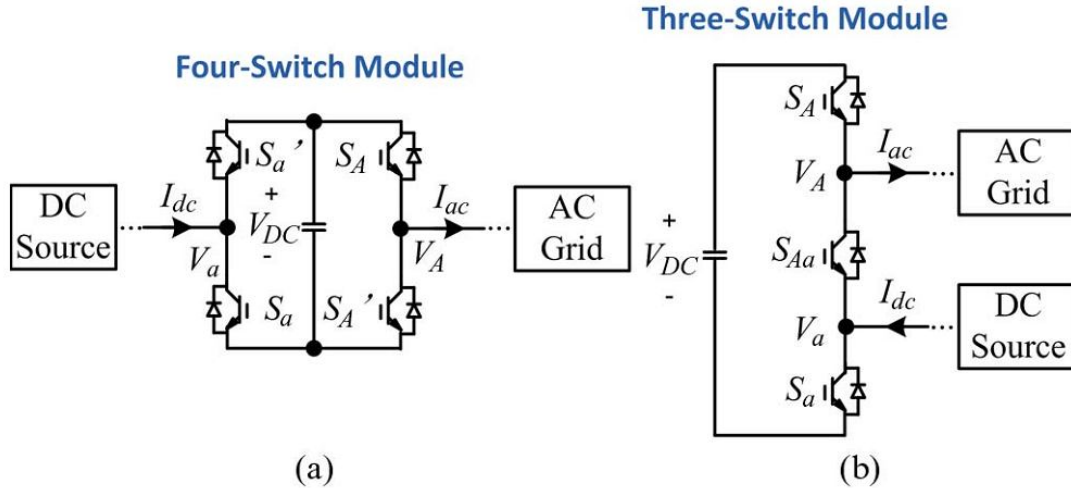 Four-Switch Module
Three-Switch Module
DC
Source
I_dc
V_a
S_a'
S_a
+
V_DC
-
S_A
S_A'
I_ac
V_A
AC
Grid
(a)
+
V_DC
-
S_A
V_A
I_ac
AC
Grid
S_Aa
I_dc
V_a
DC
Source
S_a
(b)